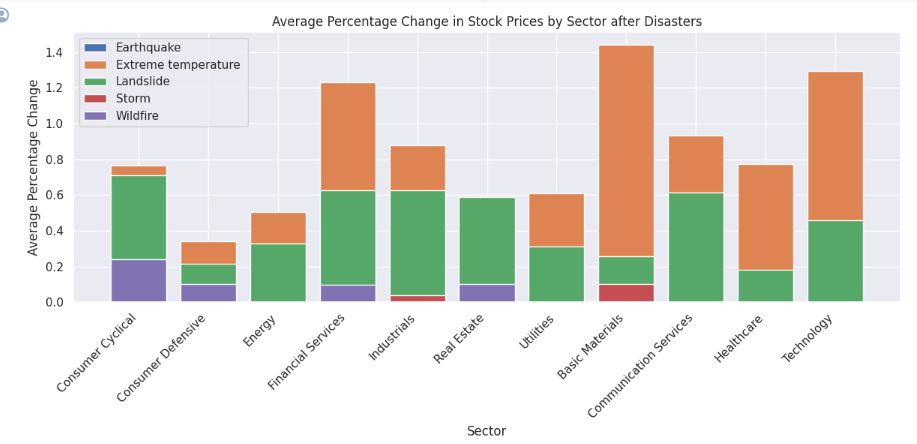 Average Percentage Change in Stock Prices by Sector after Disasters
Average Percentage Change
1.4
1.2
1.0
0.8
0.6
0.4
0.2
0.0
Earthquake
Extreme temperature
Landslide
Storm
Wildfire
Consumer Cyclical
Consumer Defensive
Energy
Financial Services
Industrials
Real Estate
Utilities
Basic Materials
Communication Services
Healthcare
Technology
Sector